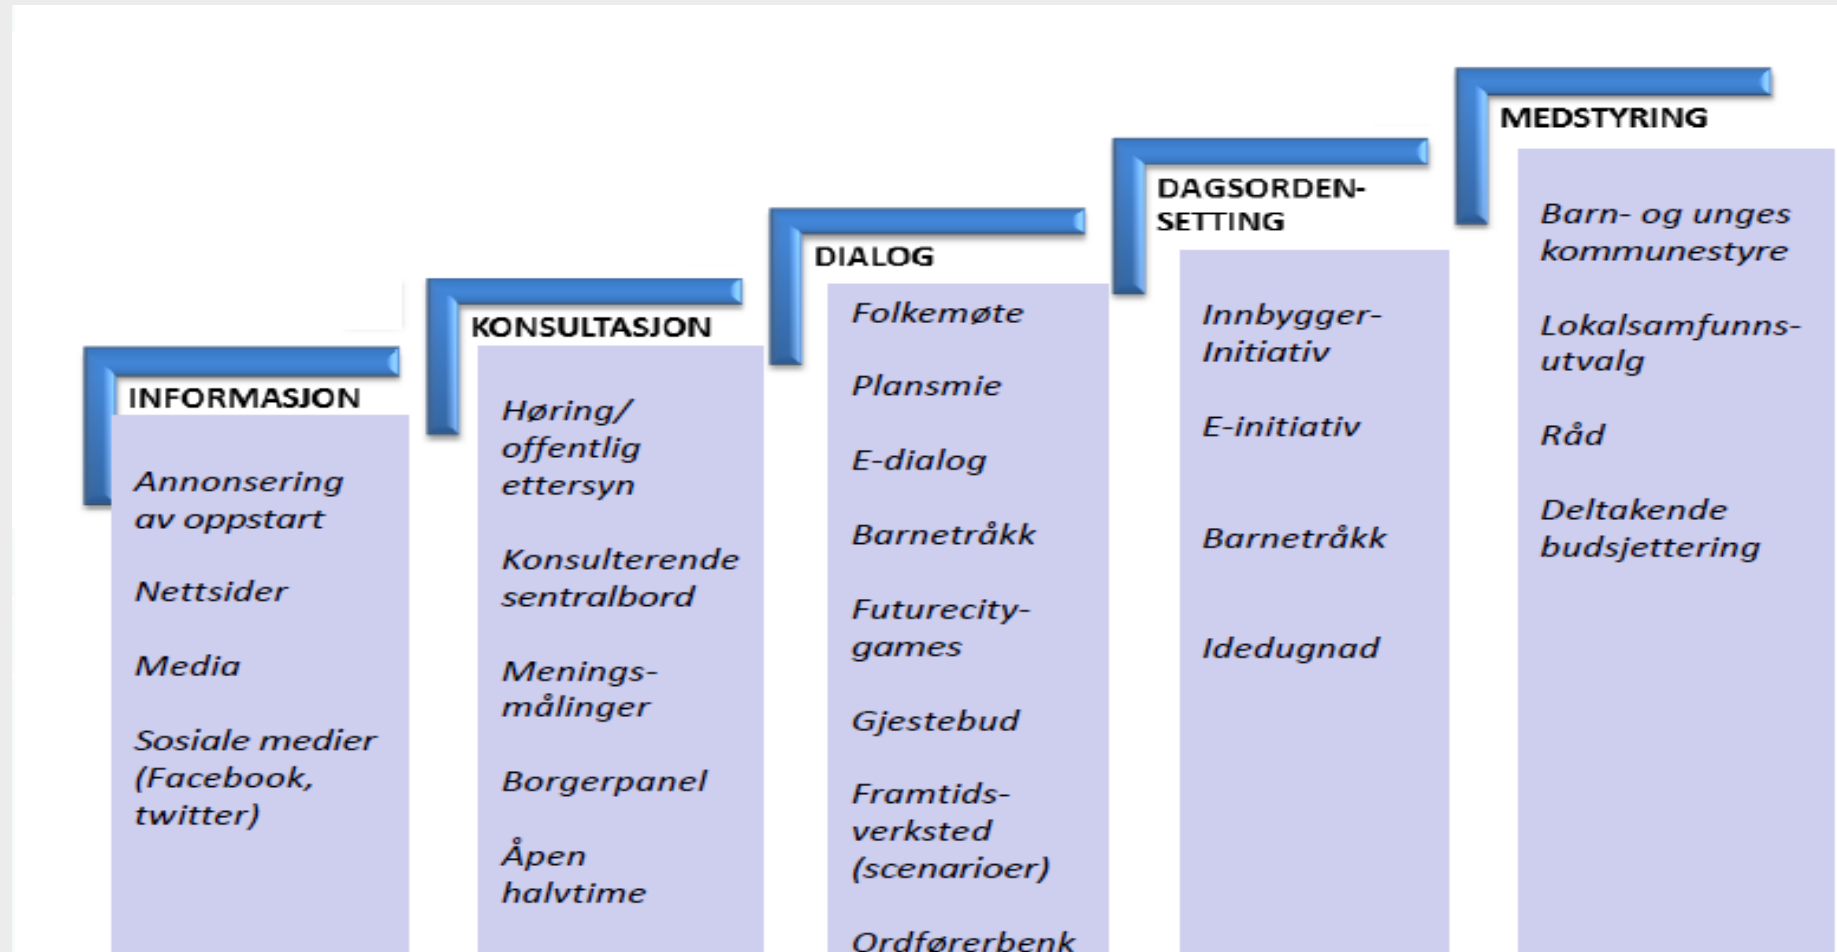 INFORMASJON
Annonsering
av oppstart
Nettsider
Media
Sosiale medier
(Facebook,
twitter)
KONSULTASJON
Høring/
offentlig
ettersyn
Konsulterende
sentralbord
Menings-
målinger
Borgerpanel
Åpen
halvtime
DIALOG
Folkemøte
Plansmie
E-dialog
Barnetråkk
Futurecity-
games
Gjestebud
Framtids-
verksted
(scenarioer)
Ordførerbenk
DAGSORDEN-
SETTING
Innbygger-
Initiativ
E-initiativ
Barnetråkk
Idedugnad
MEDSTYRING
Barn- og unges
kommunestyre
Lokalsamfunns-
utvalg
Råd
Deltakende
budsjettering